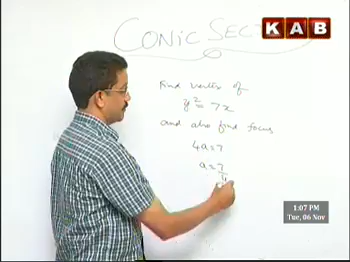 CONIC SEC
KAB
Find vertex of
y² = 7x
and also find focus
4a = 7
a = 7/4
1:07 PM
Tue, 06 Nov